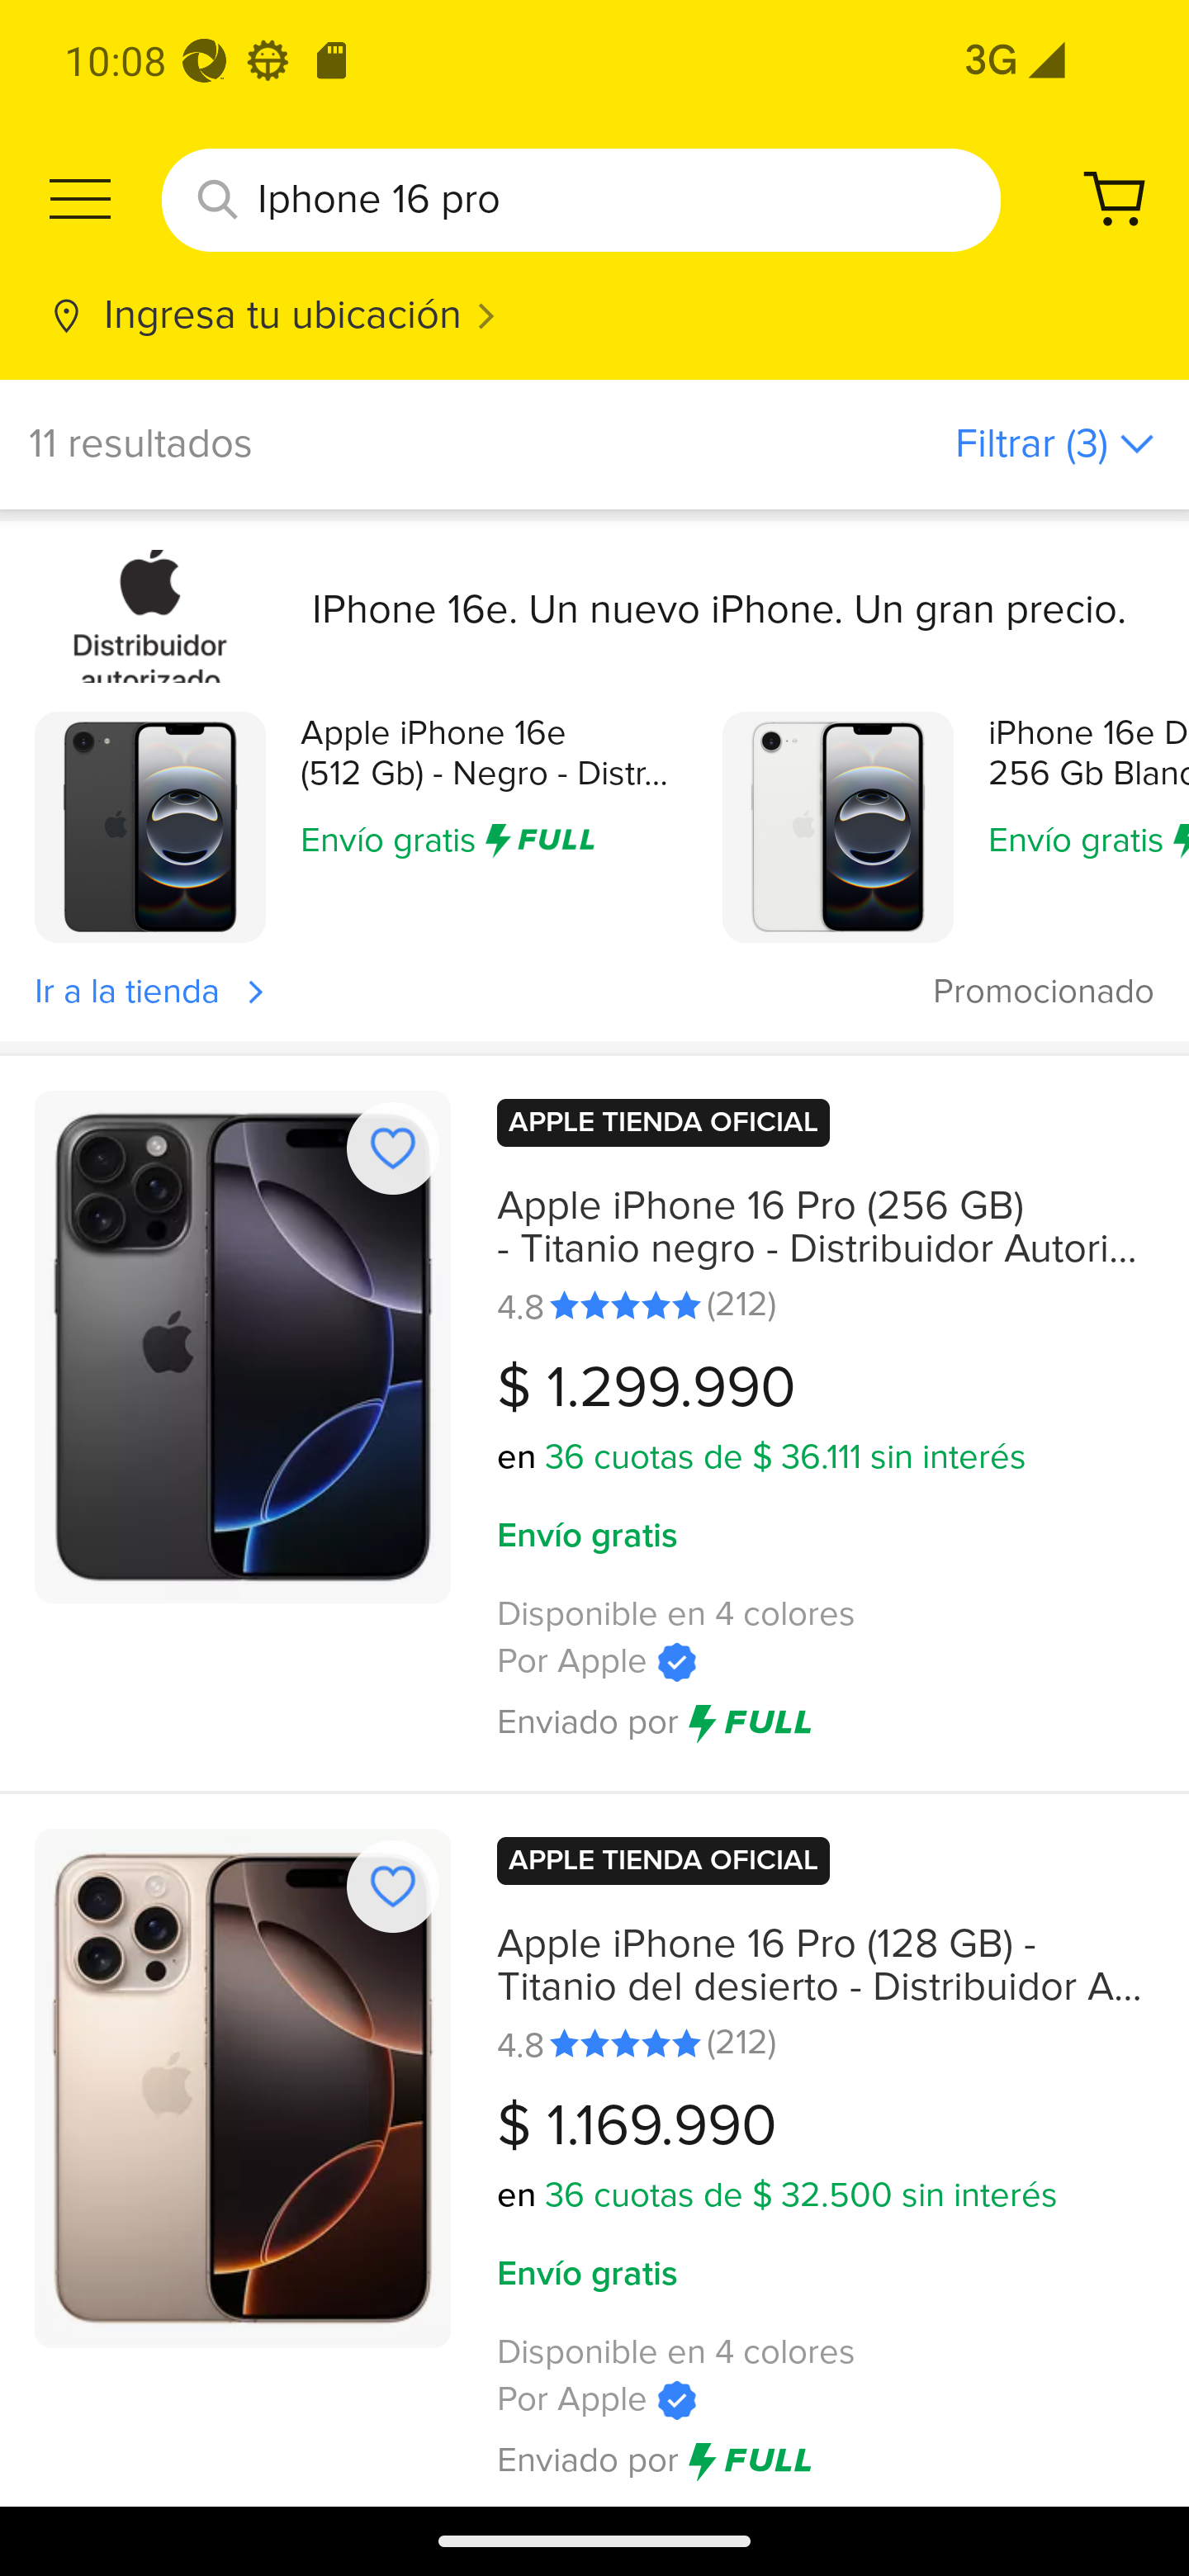 10:08
3G
Iphone 16 pro
Ingresa tu ubicación
11 resultados
Filtrar (3)
Distribuidor
autorizado
IPhone 16e. Un nuevo iPhone. Un gran precio.
Apple iPhone 16e
(512 Gb) - Negro - Distr...
Envío gratis FULL
iPhone 16e D
256 Gb Blanc
Envío gratis
Ir a la tienda
Promocionado
APPLE TIENDA OFICIAL
Apple iPhone 16 Pro (256 GB)
- Titanio negro - Distribuidor Autori...
4.8 (212)
$ 1.299.990
en 36 cuotas de $ 36.111 sin interés
Envío gratis
Disponible en 4 colores
Por Apple
Enviado por FULL
APPLE TIENDA OFICIAL
Apple iPhone 16 Pro (128 GB) -
Titanio del desierto - Distribuidor A...
4.8 (212)
$ 1.169.990
en 36 cuotas de $ 32.500 sin interés
Envío gratis
Disponible en 4 colores
Por Apple
Enviado por FULL